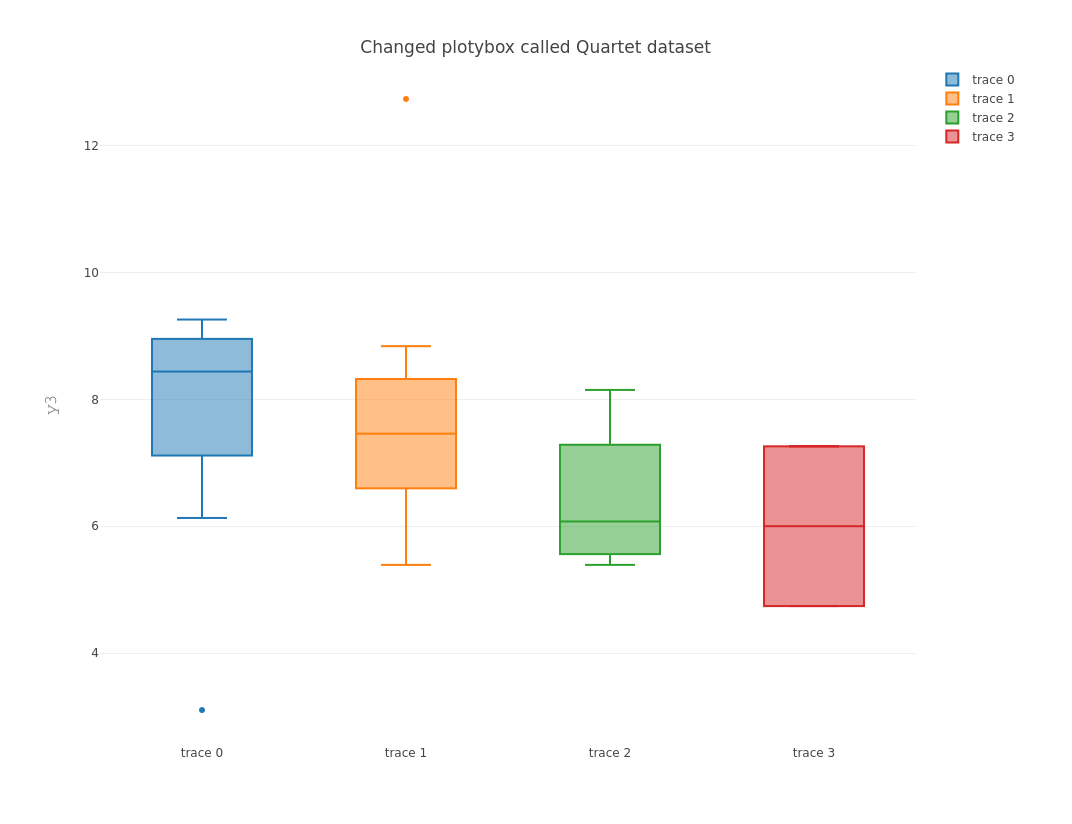 Changed plotybox called Quartet dataset
trace 0
trace 1
trace 2
trace 3
12
10
8
6
4
y3
trace 0
trace 1
trace 2
trace 3